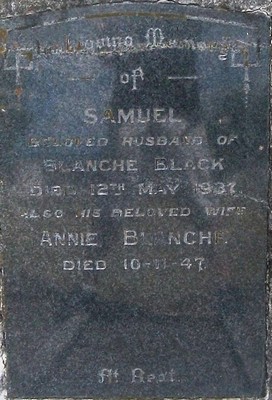 In Loving Memory
of
SAMUEL
BELOVED HUSBAND OF
BLANCHE BLACK
DIED 12TH MAY 1937.
ALSO HIS BELOVED WIFE
ANNIE BLANCHE
DIED 10-11-47.
At Rest